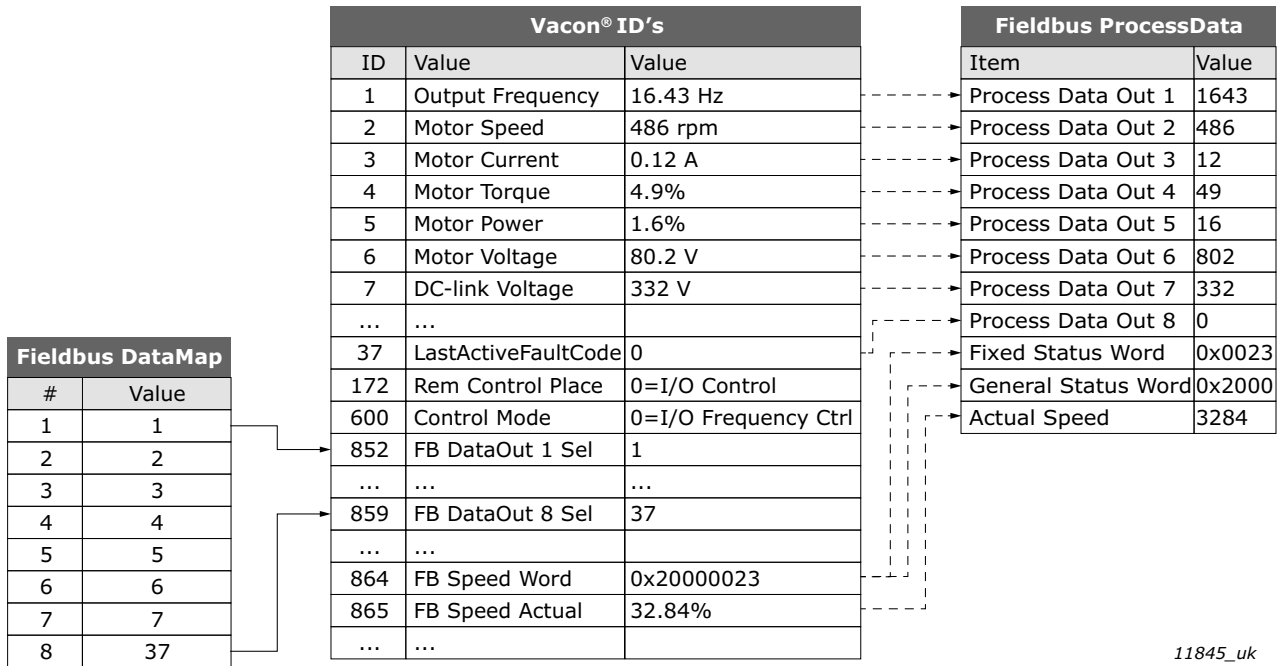 Vacon® ID's
ID Value Value
1 Output Frequency 16.43 Hz
2 Motor Speed 486 rpm
3 Motor Current 0.12 A
4 Motor Torque 4.9%
5 Motor Power 1.6%
6 Motor Voltage 80.2 V
7 DC-link Voltage 332 V
... ...
37 LastActiveFaultCode 0
172 Rem Control Place 0=I/O Control
600 Control Mode 0=I/O Frequency Ctrl
852 FB DataOut 1 Sel 1
... ... ...
859 FB DataOut 8 Sel 37
... ...
864 FB Speed Word 0x20000023
865 FB Speed Actual 32.84%
... ...
Fieldbus ProcessData
Item Value
Process Data Out 1 1643
Process Data Out 2 486
Process Data Out 3 12
Process Data Out 4 49
Process Data Out 5 16
Process Data Out 6 802
Process Data Out 7 332
Process Data Out 8 0
Fixed Status Word 0x0023
General Status Word 0x2000
Actual Speed 3284
Fieldbus DataMap
# Value
1 1
2 2
3 3
4 4
5 5
6 6
7 7
8 37
11845_uk